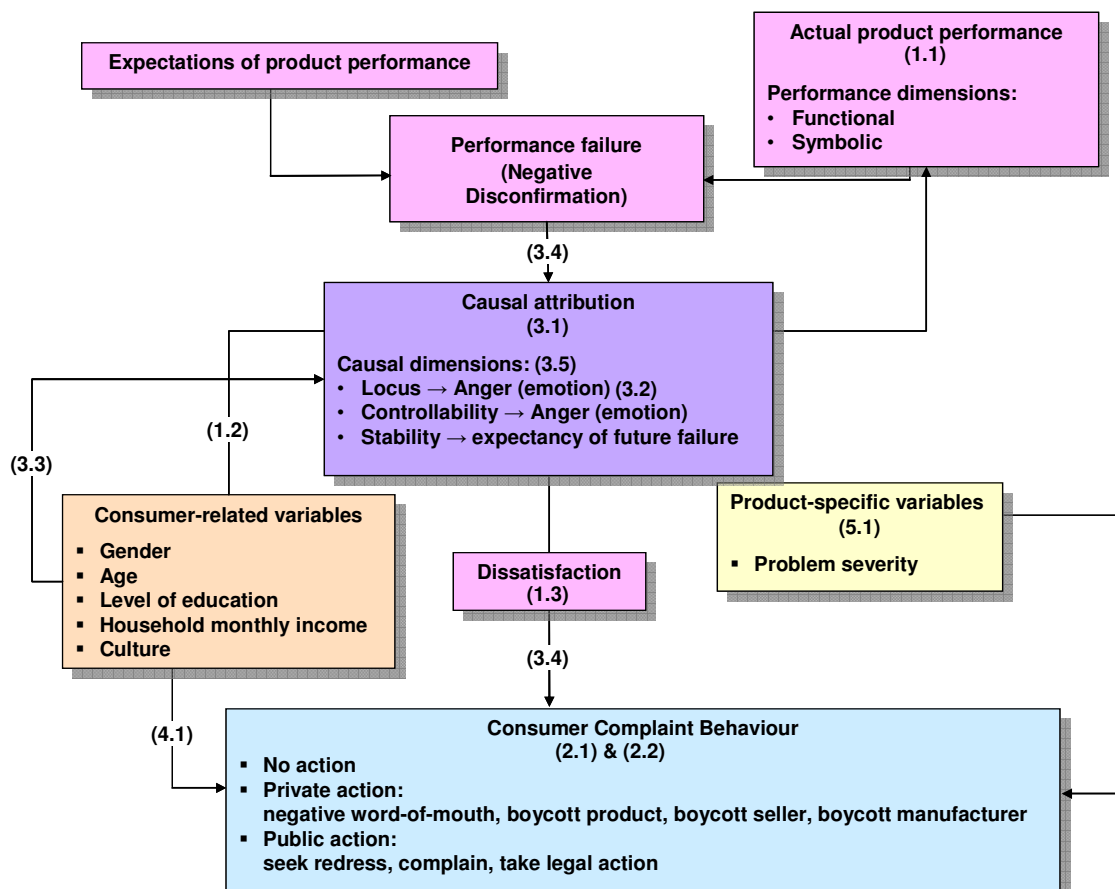 Expectations of product performance
Actual product performance
(1.1)
Performance dimensions:
• Functional
• Symbolic
Performance failure
(Negative
Disconfirmation)
(3.4)
Causal attribution
(3.1)
Causal dimensions: (3.5)
• Locus → Anger (emotion) (3.2)
• Controllability → Anger (emotion)
• Stability → expectancy of future failure
(1.2)
(3.3)
Consumer-related variables
▪ Gender
▪ Age
▪ Level of education
▪ Household monthly income
▪ Culture
Product-specific variables
(5.1)
▪ Problem severity
Dissatisfaction
(1.3)
(3.4)
(4.1)
Consumer Complaint Behaviour
(2.1) & (2.2)
▪ No action
▪ Private action:
negative word-of-mouth, boycott product, boycott seller, boycott manufacturer
▪ Public action:
seek redress, complain, take legal action